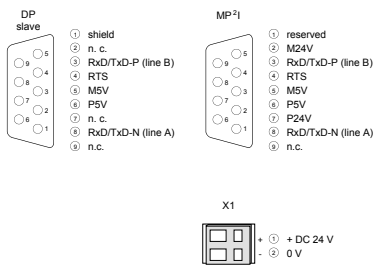 DP
slave
① shield
② n. c.
③ RxD/TxD-P (line B)
④ RTS
⑤ M5V
⑥ P5V
⑦ n. c.
⑧ RxD/TxD-N (line A)
⑨ n.c.
5
9
4
8
3
7
2
6
1
MP²I
① reserved
② M24V
③ RxD/TxD-P (line B)
④ RTS
⑤ M5V
⑥ P5V
⑦ P24V
⑧ RxD/TxD-N (line A)
⑨ n.c.
5
9
4
8
3
7
2
6
1
X1
+ ① + DC 24 V
- ② 0 V